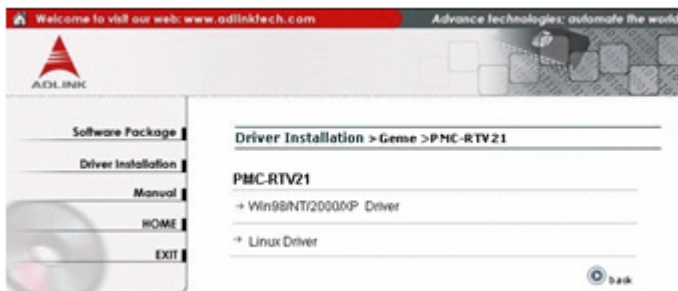 Welcome to visit our web: www.adlinktech.com
Advance technologies; automate the world
ADLINK
Software Package
Driver Installation
Manual
HOME
EXIT
Driver Installation > Geme >PMC-RTV21
PMC-RTV21
→ Win98/NT/2000/XP Driver
→ Linux Driver
back